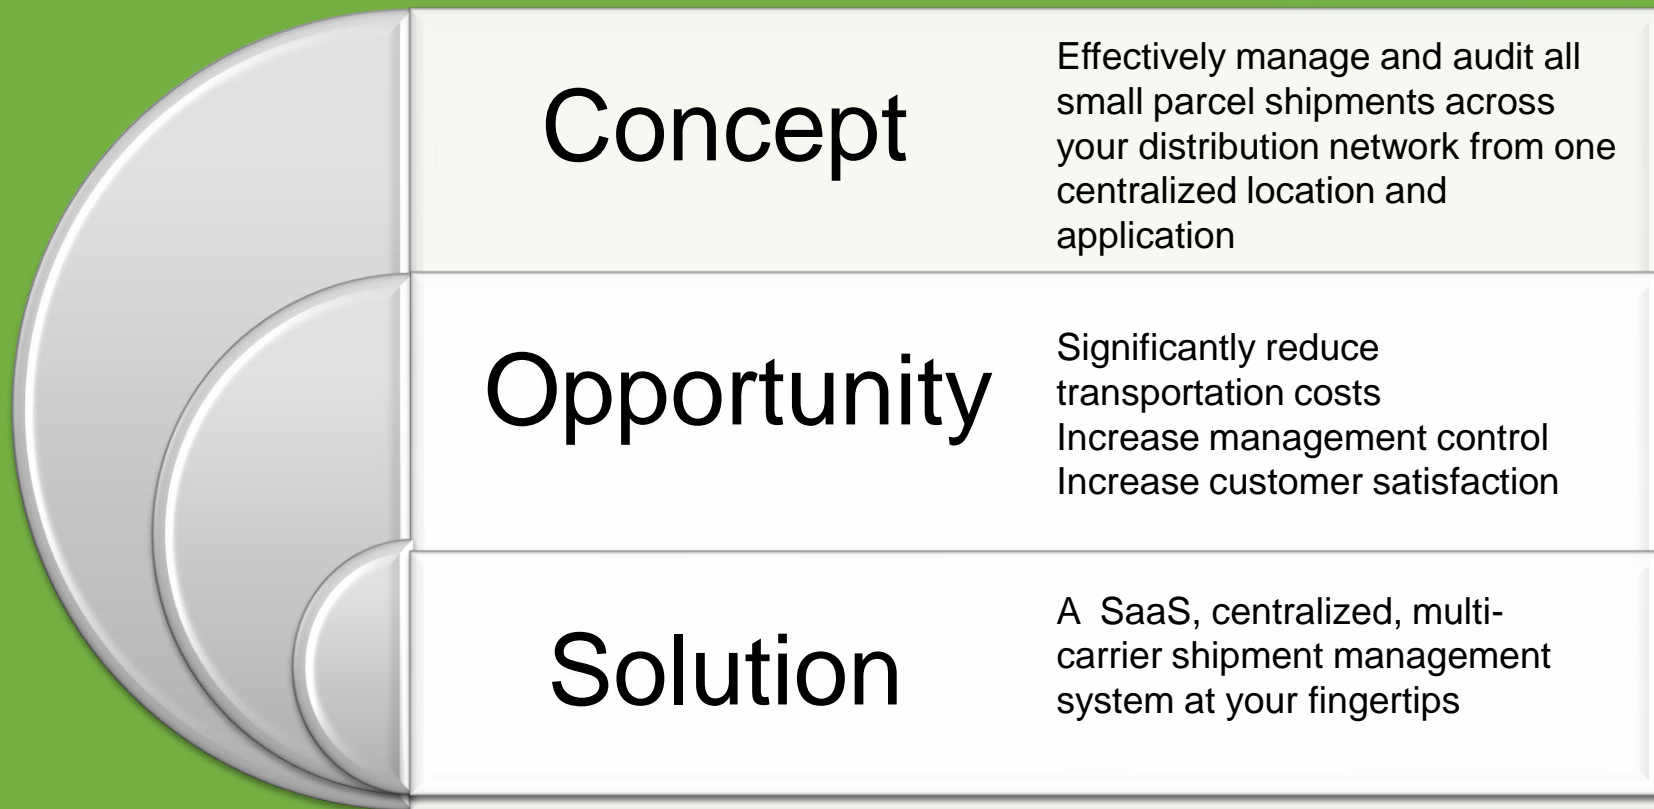 Concept
Effectively manage and audit all
small parcel shipments across
your distribution network from one
centralized location and
application
Opportunity
Significantly reduce
transportation costs
Increase management control
Increase customer satisfaction
Solution
A  SaaS, centralized, multi-
carrier shipment management
system at your fingertips